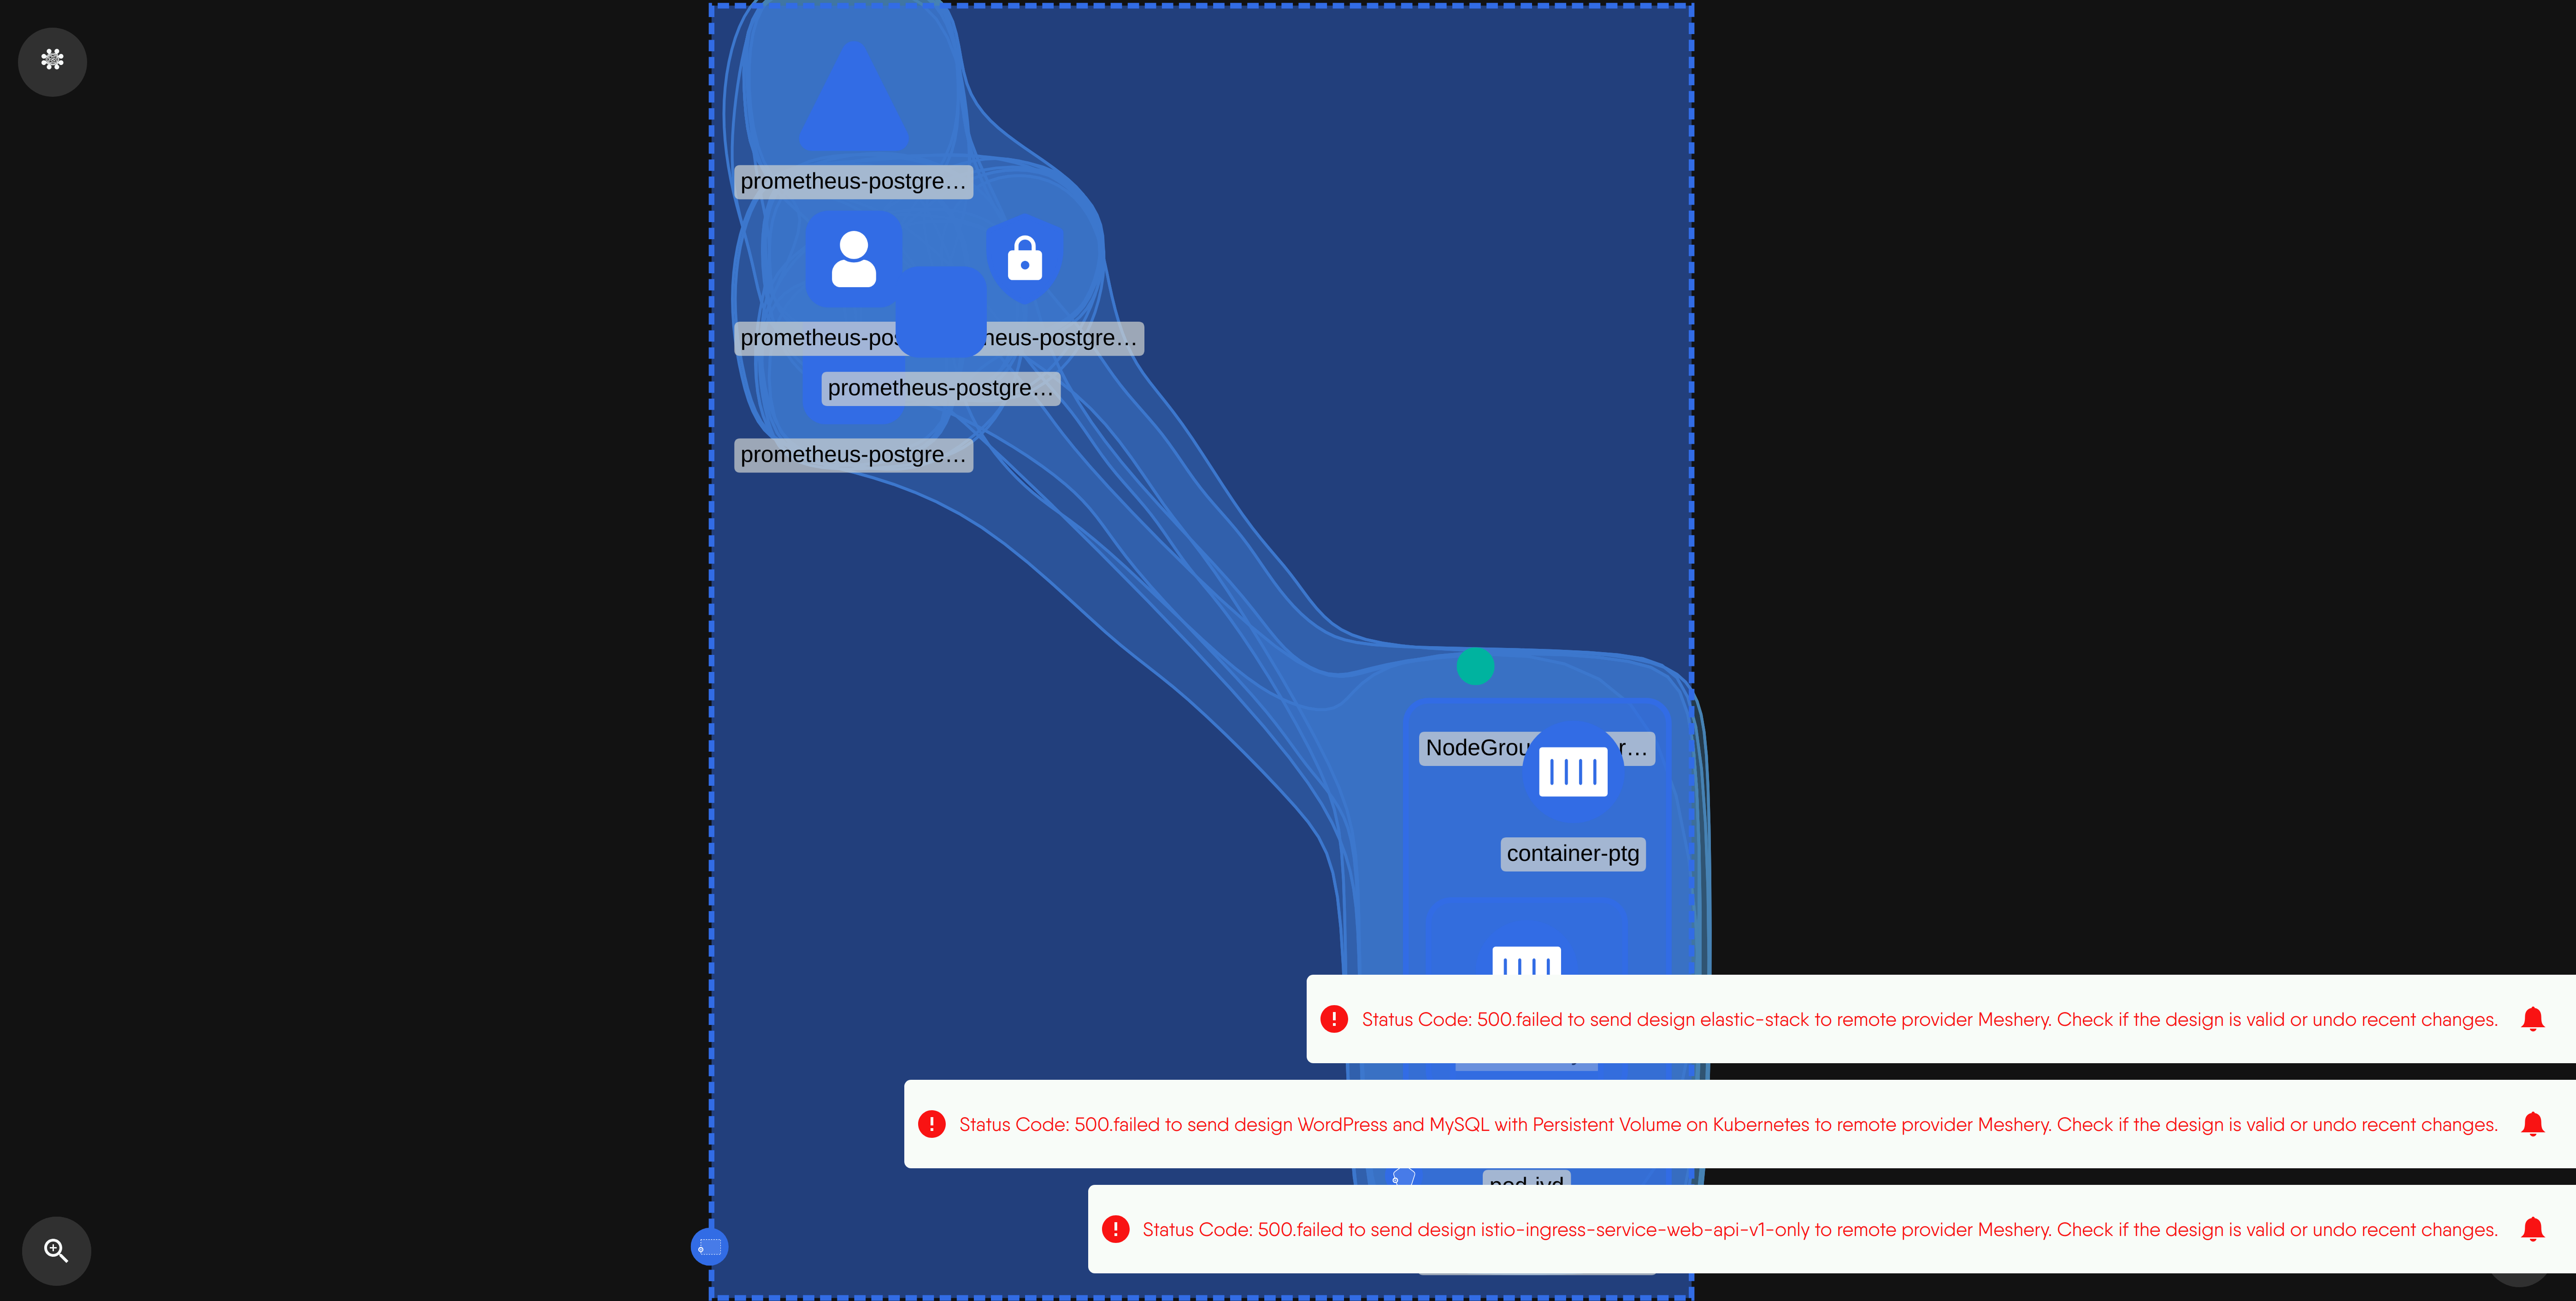 prometheus-postgre…
prometheus-pos
heus-postgre…
prometheus-postgre…
prometheus-postgre…
NodeGrou
r…
container-ptg
Status Code: 500.failed to send design elastic-stack to remote provider Meshery. Check if the design is valid or undo recent changes.
Status Code: 500.failed to send design WordPress and MySQL with Persistent Volume on Kubernetes to remote provider Meshery. Check if the design is valid or undo recent changes.
pod-ivd
Status Code: 500.failed to send design istio-ingress-service-web-api-v1-only to remote provider Meshery. Check if the design is valid or undo recent changes.